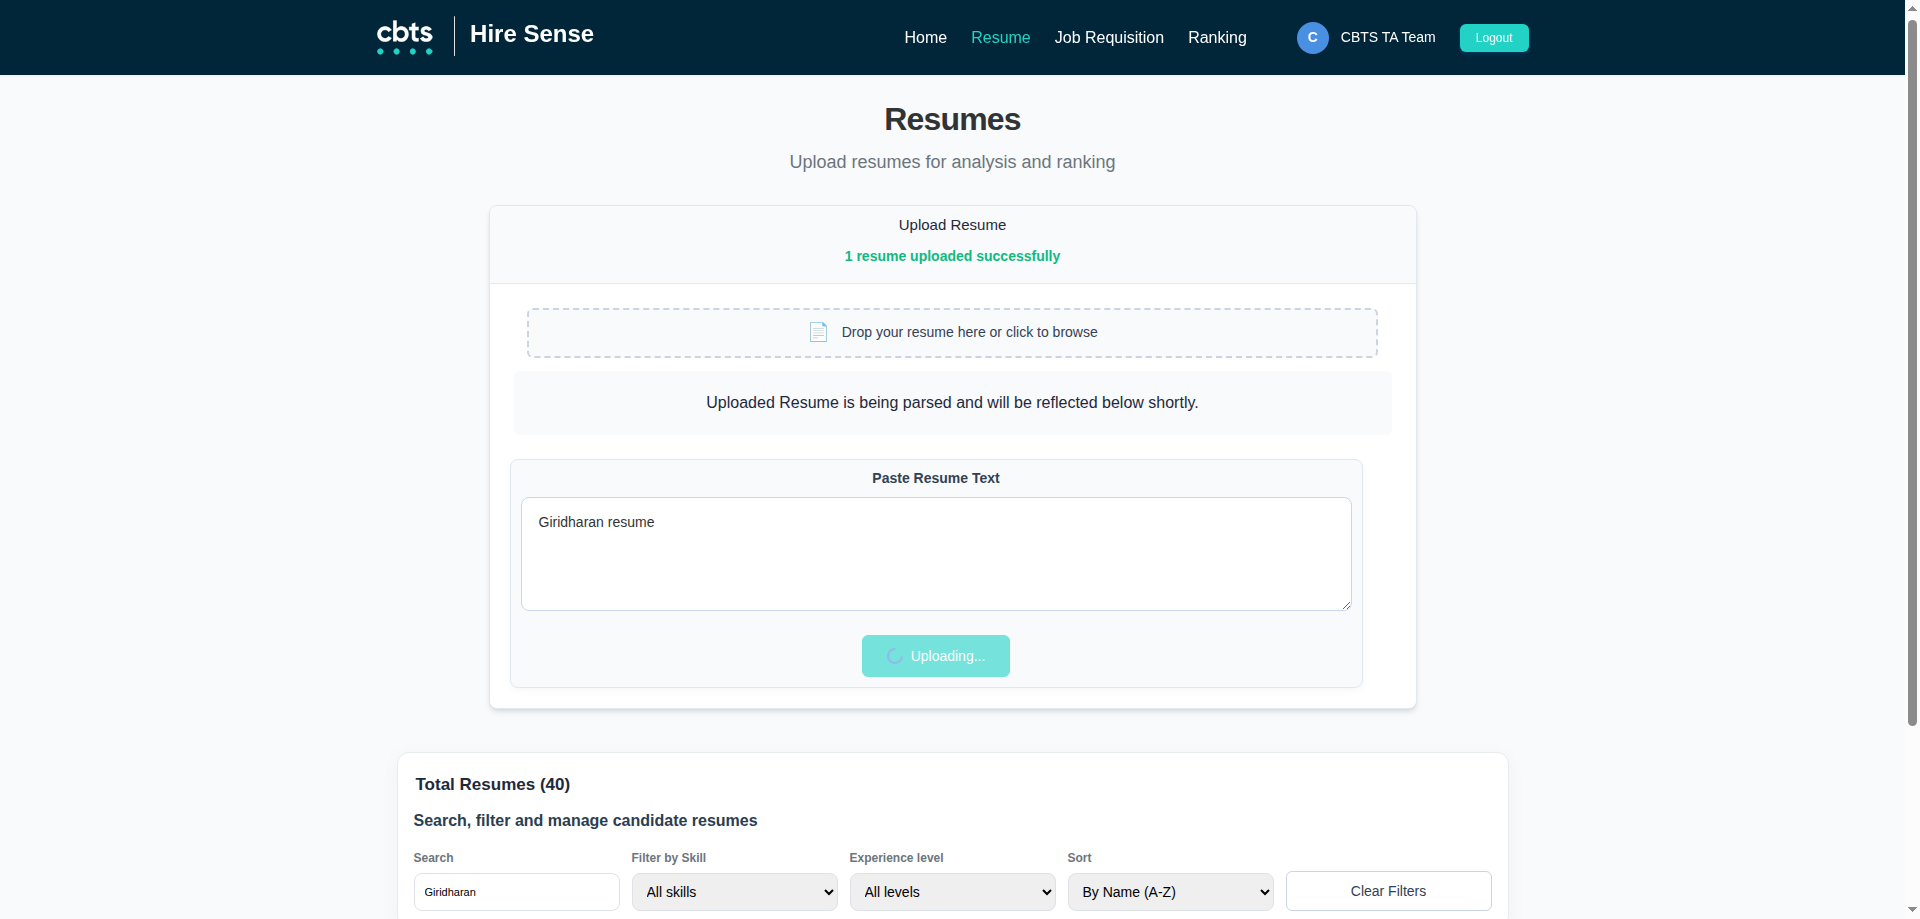 cbts
Hire Sense
Home
Resume
Job Requisition
Ranking
C
CBTS TA Team
Logout
Resumes
Upload resumes for analysis and ranking
Upload Resume
1 resume uploaded successfully
Drop your resume here or click to browse
Uploaded Resume is being parsed and will be reflected below shortly.
Paste Resume Text
Giridharan resume
Uploading...
Total Resumes (40)
Search, filter and manage candidate resumes
Search
Filter by Skill
Experience level
Sort
Giridharan
All skills
All levels
By Name (A-Z)
Clear Filters